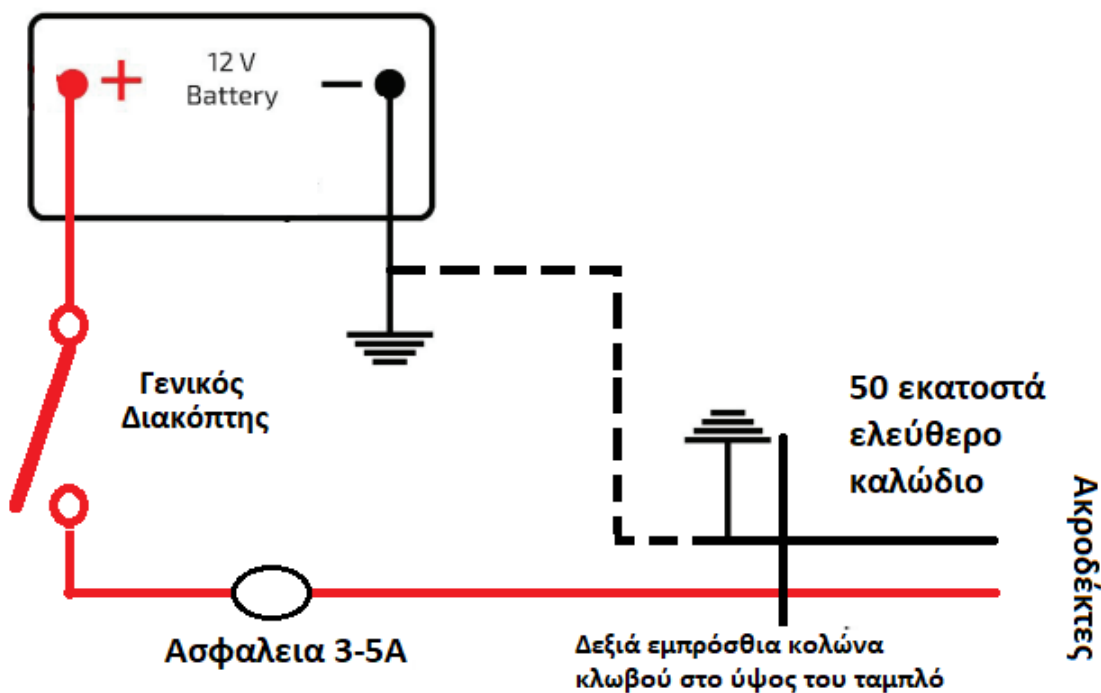 12 V
Battery
Γενικός
Διακόπτης
50 εκατοστά
ελεύθερο
καλώδιο
Ακροδέκτες
Ασφαλεια 3-5Α
Δεξιά εμπρόσθια κολώνα
κλωβού στο ύψος του ταμπλό